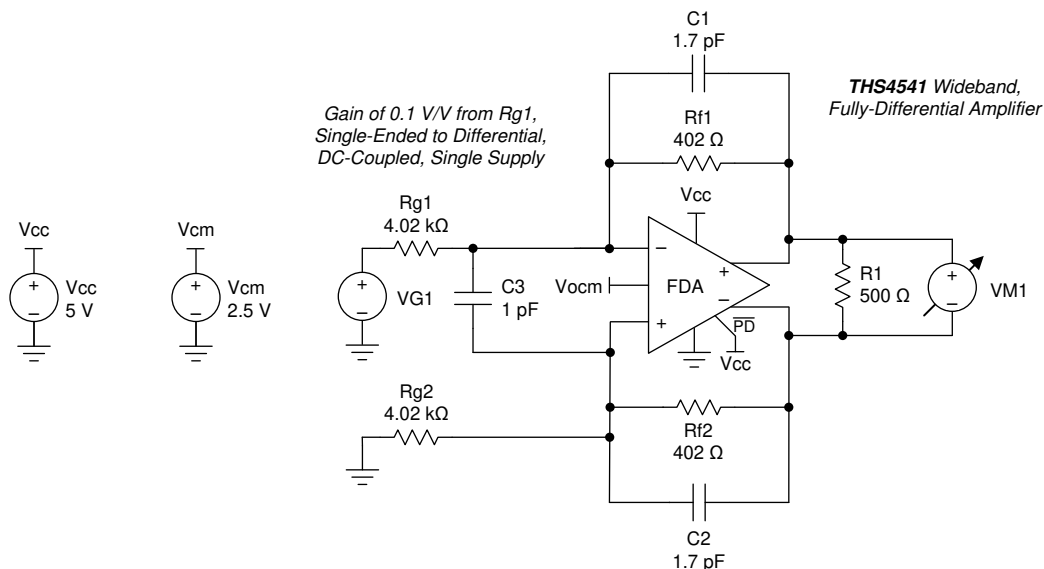 C1
1.7 pF
THS4541 Wideband,
Fully-Differential Amplifier
Gain of 0.1 V/V from Rg1,
Single-Ended to Differential,
DC-Coupled, Single Supply
Rf1
402 Ω
Vcc
Rg1
4.02 kΩ
Vcc
Vcm
Vcc
5 V
Vcm
2.5 V
VG1
C3
1 pF
Vocm
FDA
R1
500 Ω
VM1
PD
Vcc
Rg2
4.02 kΩ
Rf2
402 Ω
C2
1.7 pF